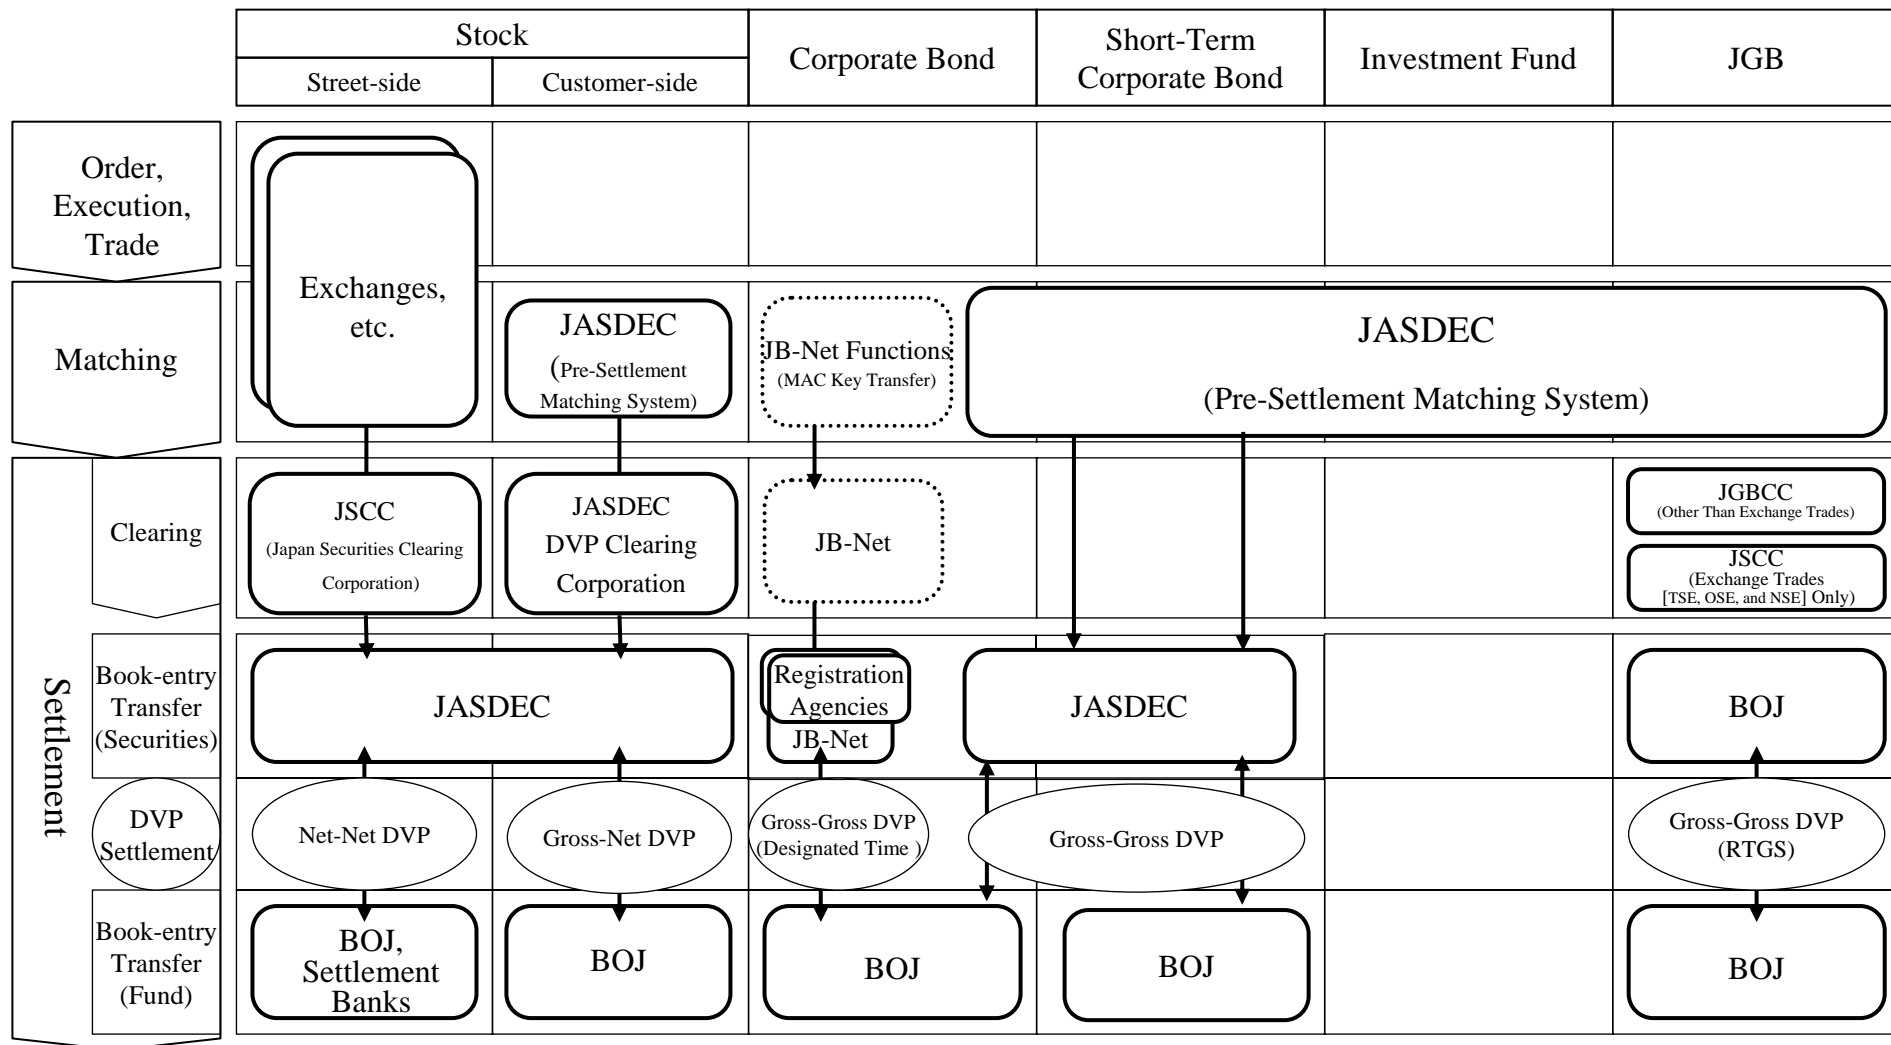 Stock
Street-side
Customer-side
Corporate Bond
Short-Term
Corporate Bond
Investment Fund
JGB
Order,
Execution,
Trade
Exchanges,
etc.
Matching
JASDEC
(Pre-Settlement
Matching System)
JB-Net Functions
(MAC Key Transfer)
JASDEC
(Pre-Settlement Matching System)
Settlement
Clearing
JSCC
(Japan Securities Clearing
Corporation)
JASDEC
DVP Clearing
Corporation
JB-Net
JGBCC
(Other Than Exchange Trades)
JSCC
(Exchange Trades
[TSE, OSE, and NSE] Only)
Book-entry
Transfer
(Securities)
JASDEC
Registration
Agencies
JB-Net
JASDEC
BOJ
DVP
Settlement
Net-Net DVP
Gross-Net DVP
Gross-Gross DVP
(Designated Time )
Gross-Gross DVP
Gross-Gross DVP
(RTGS)
Book-entry
Transfer
(Fund)
BOJ,
Settlement
Banks
BOJ
BOJ
BOJ
BOJ